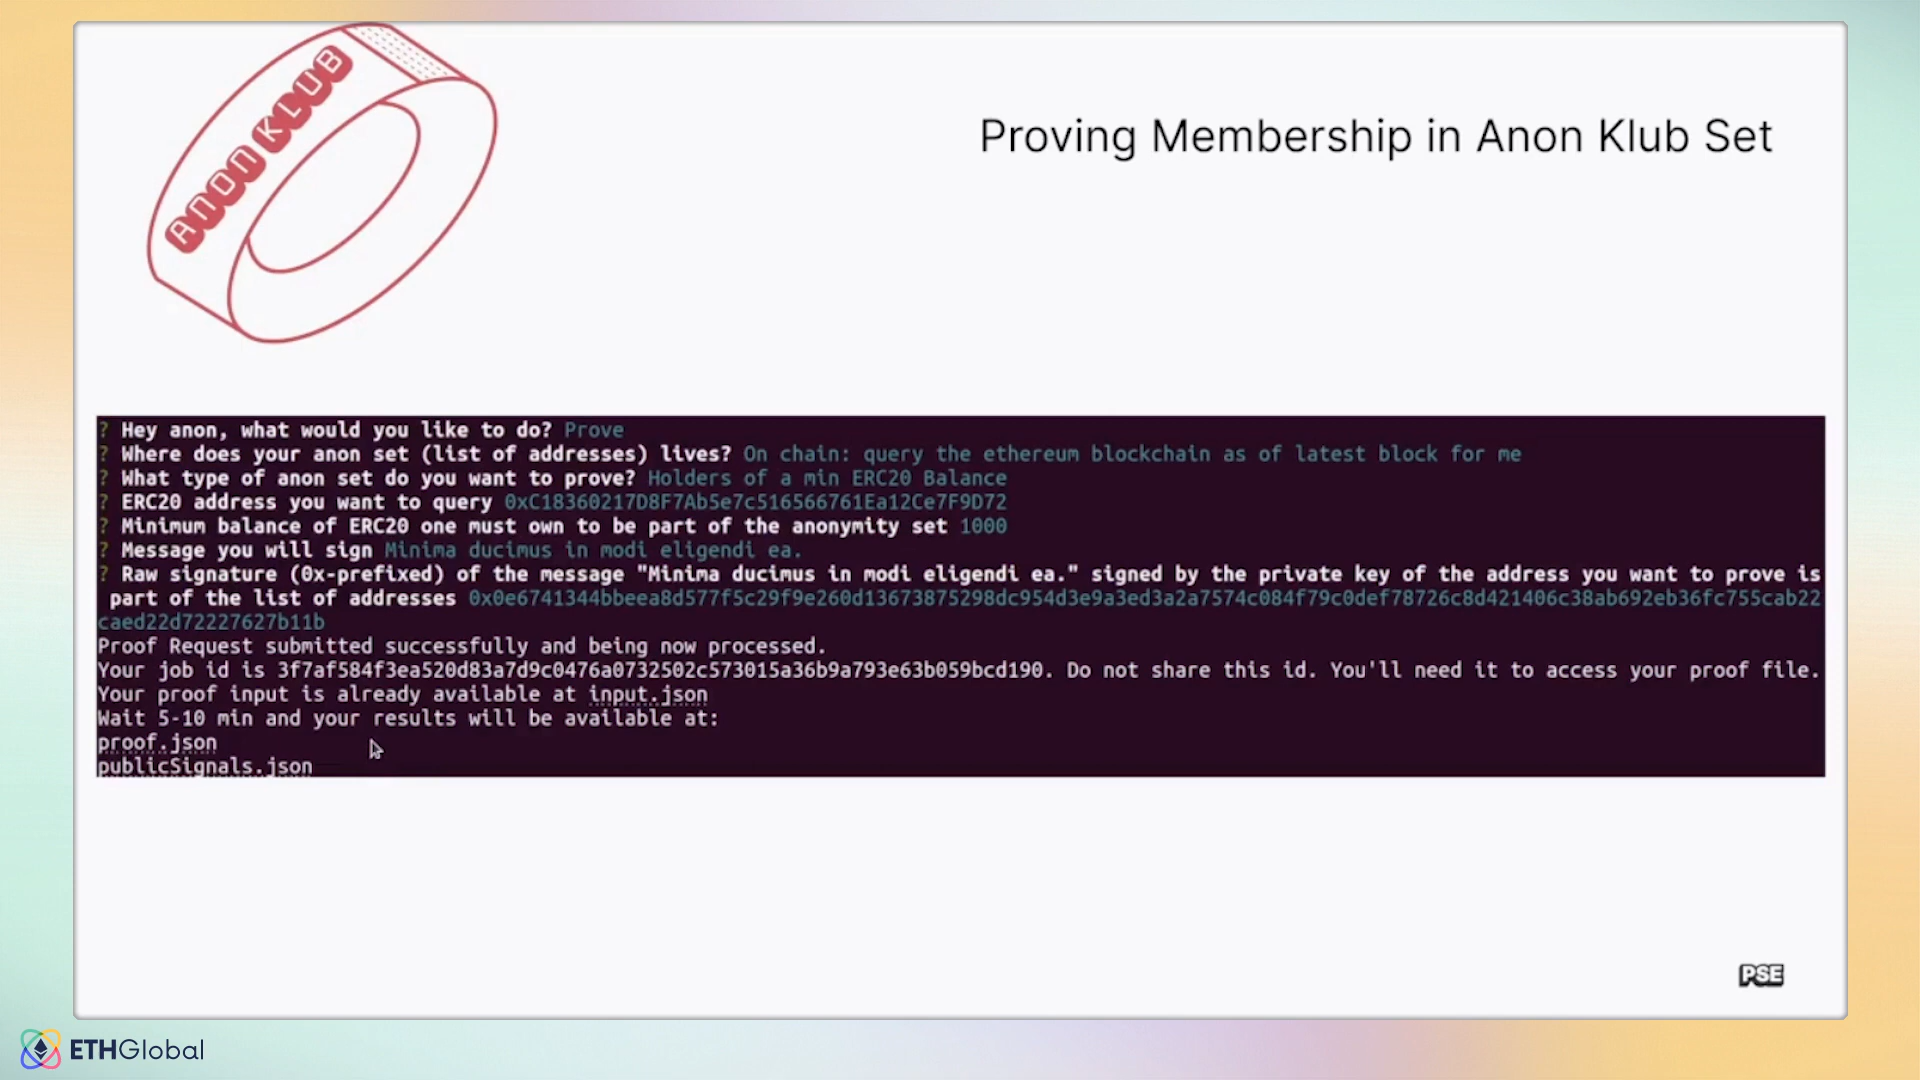 ANON KLUB
Proving Membership in Anon Klub Set
? Hey anon, what would you like to do? Prove
? Where does your anon set (list of addresses) lives? On chain: query the ethereum blockchain as of latest block for me
? What type of anon set do you want to prove? Holders of a min ERC20 Balance
? ERC20 address you want to query 0xC18360217D8F7Ab5e7c516566761Ea12Ce7F9D72
? Minimum balance of ERC20 one must own to be part of the anonymity set 1000
? Message you will sign Minima ducimus in modi eligendi ea.
? Raw signature (0x-prefixed) of the message "Minima ducimus in modi eligendi ea." signed by the private key of the address you want to prove is
part of the list of addresses 0x0e6741344bbeea8d577f5c29f9e260d13673875298dc954d3e9a3ed3a2a7574c084f79c0def78726c8d421406c38ab692eb36fc755cab22
caed22d72227627b11b
Proof Request submitted successfully and being now processed.
Your job id is 3f7af584f3ea520d83a7d9c0476a0732502c573015a36b9a793e63b059bcd190. Do not share this id. You'll need it to access your proof file.
Your proof input is already available at input.json
Wait 5-10 min and your results will be available at:
proof.json
publicSignals.json
PSE
ETHGlobal